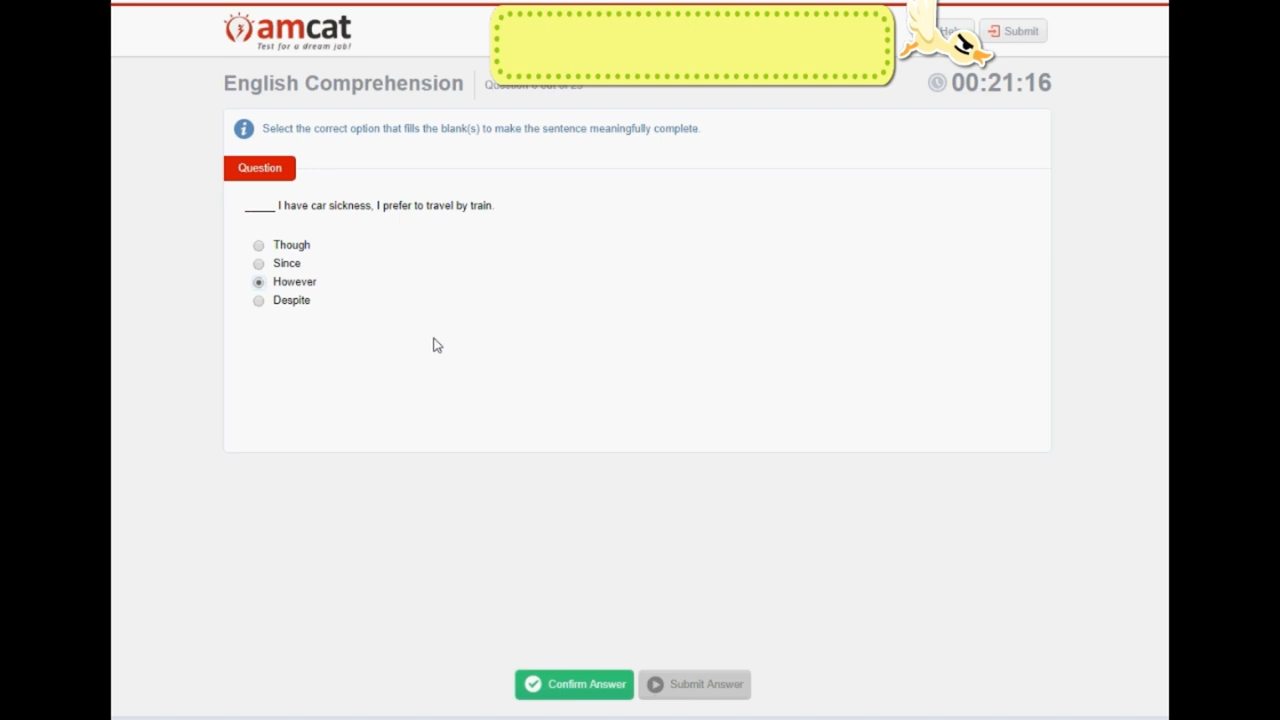 amcat
Test for a dream job!
Submit
English Comprehension
Question
00:21:16
Select the correct option that fills the blank(s) to make the sentence meaningfully complete.
Question
_____ I have car sickness, I prefer to travel by train.
Though
Since
However
Despite
Confirm Answer
Submit Answer